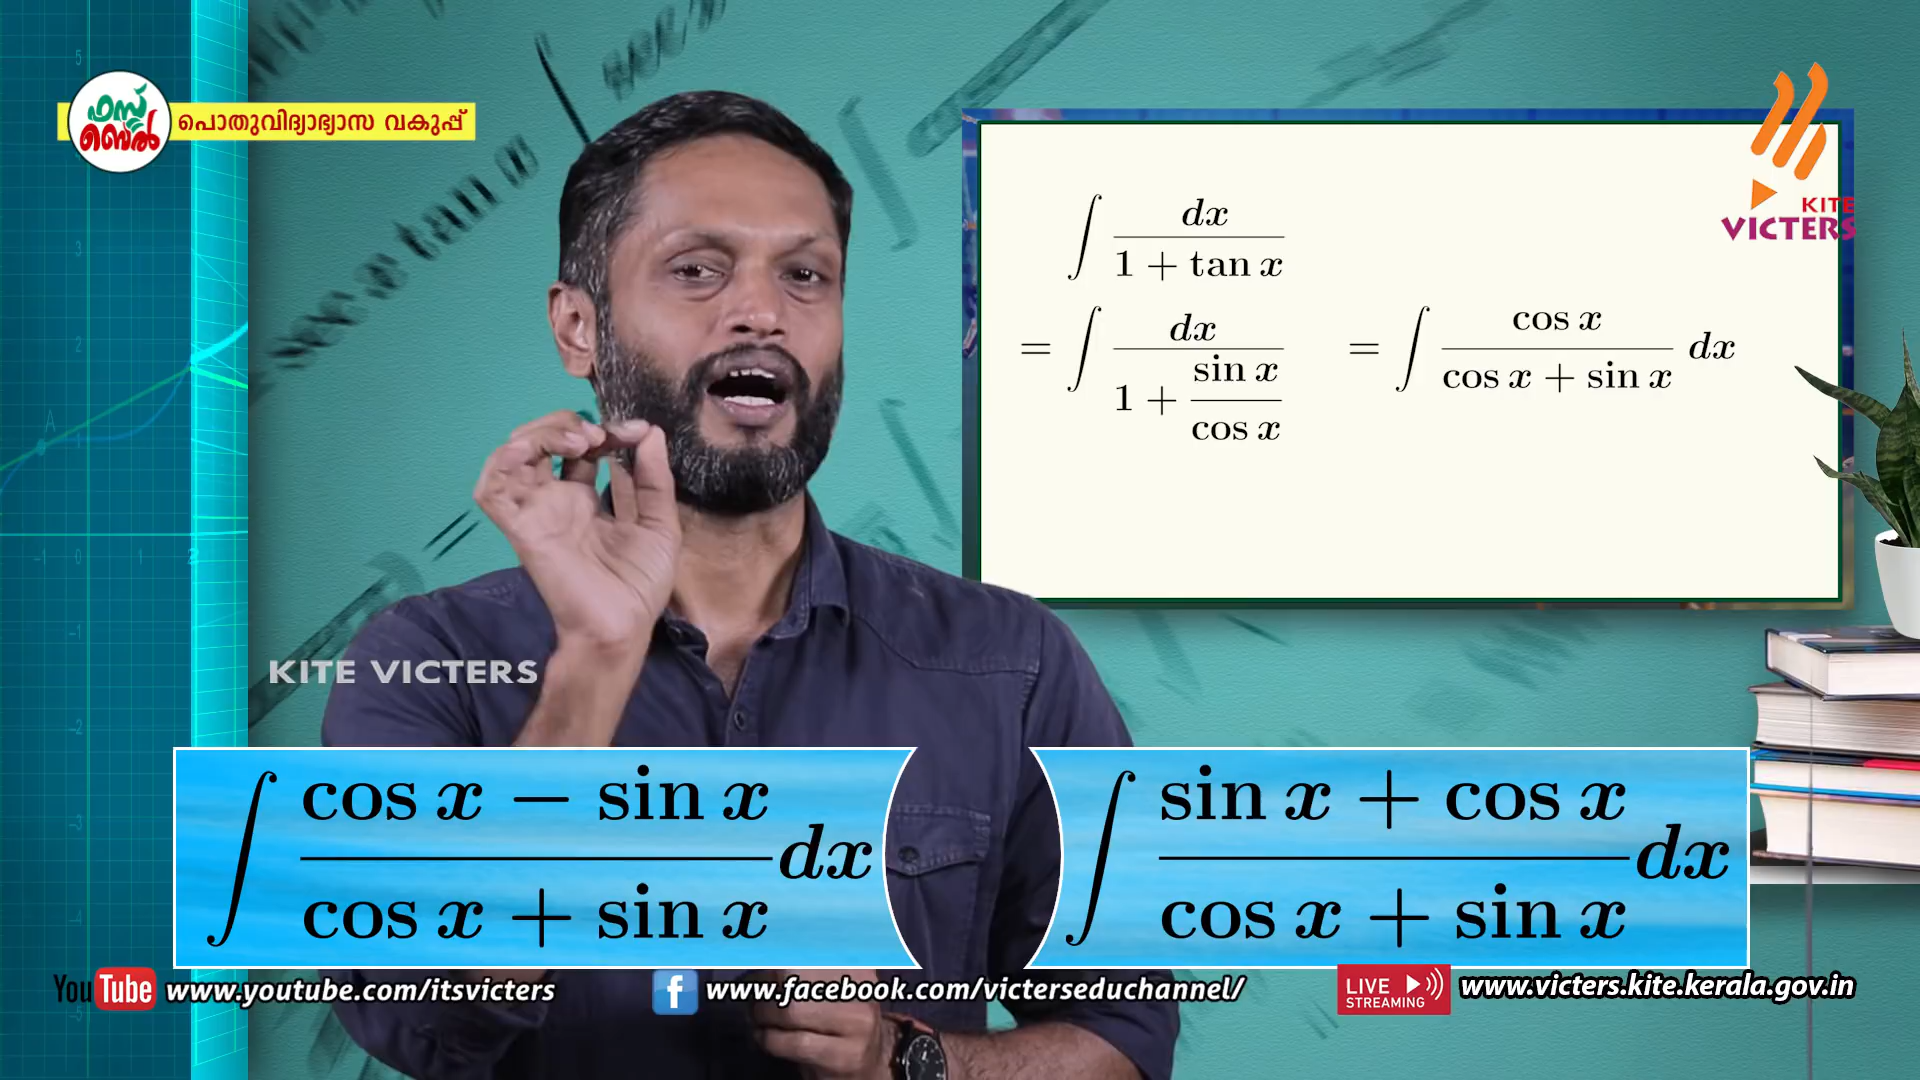 ഫസ്റ്റ്
ബെൽ
പൊതുവിദ്യാഭ്യാസ വകുപ്പ്
KITE
VICTERS
∫ dx / (1 + tan x)
= ∫ dx / (1 + sin x / cos x) = ∫ cos x / (cos x + sin x) dx
KITE VICTERS
∫ (cos x − sin x) / (cos x + sin x) dx
∫ (sin x + cos x) / (cos x + sin x) dx
YouTube www.youtube.com/itsvicters
f www.facebook.com/victerseduchannel/
LIVE
STREAMING
www.victers.kite.kerala.gov.in